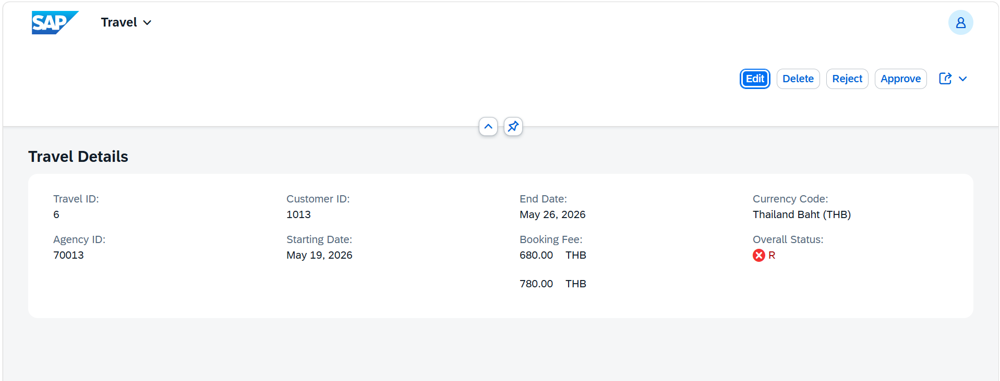 SAP
Travel
Edit Delete Reject Approve
Travel Details
Travel ID:
6
Agency ID:
70013
Customer ID:
1013
Starting Date:
May 19, 2026
End Date:
May 26, 2026
Booking Fee:
680.00 THB
780.00 THB
Currency Code:
Thailand Baht (THB)
Overall Status:
R